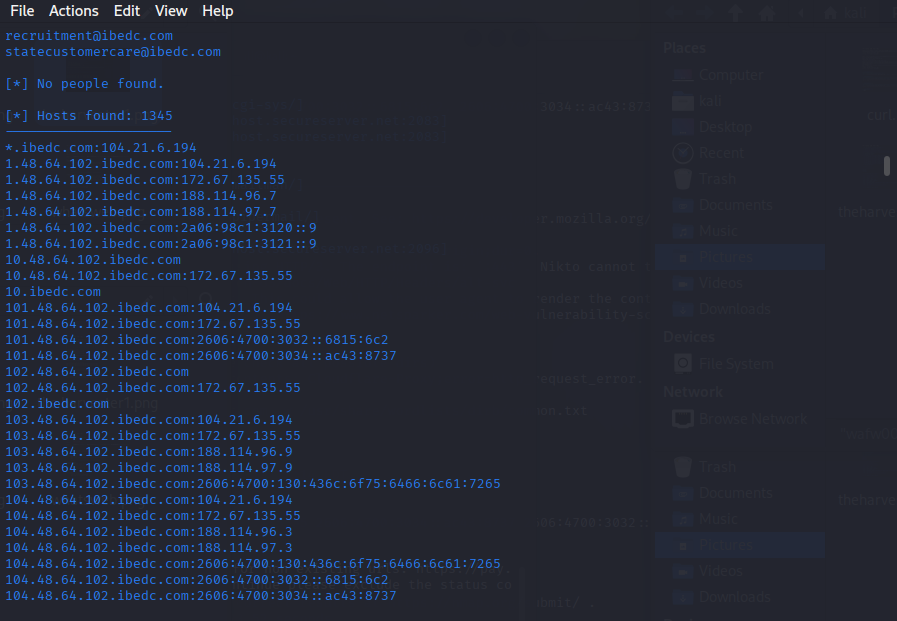 File Actions Edit View Help
recruitment@ibedc.com
statecustomercare@ibedc.com
[*] No people found.
[*] Hosts found: 1345
*.ibedc.com:104.21.6.194
1.48.64.102.ibedc.com:104.21.6.194
1.48.64.102.ibedc.com:172.67.135.55
1.48.64.102.ibedc.com:188.114.96.7
1.48.64.102.ibedc.com:188.114.97.7
1.48.64.102.ibedc.com:2a06:98c1:3120::9
1.48.64.102.ibedc.com:2a06:98c1:3121::9
10.48.64.102.ibedc.com
10.48.64.102.ibedc.com:172.67.135.55
10.ibedc.com
101.48.64.102.ibedc.com:104.21.6.194
101.48.64.102.ibedc.com:172.67.135.55
101.48.64.102.ibedc.com:2606:4700:3032::6815:6c2
101.48.64.102.ibedc.com:2606:4700:3034::ac43:8737
102.48.64.102.ibedc.com
102.48.64.102.ibedc.com:172.67.135.55
102.ibedc.com
103.48.64.102.ibedc.com:104.21.6.194
103.48.64.102.ibedc.com:172.67.135.55
103.48.64.102.ibedc.com:188.114.96.9
103.48.64.102.ibedc.com:188.114.97.9
103.48.64.102.ibedc.com:2606:4700:130:436c:6f75:6466:6c61:7265
104.48.64.102.ibedc.com:104.21.6.194
104.48.64.102.ibedc.com:172.67.135.55
104.48.64.102.ibedc.com:188.114.96.3
104.48.64.102.ibedc.com:188.114.97.3
104.48.64.102.ibedc.com:2606:4700:130:436c:6f75:6466:6c61:7265
104.48.64.102.ibedc.com:2606:4700:3032::6815:6c2
104.48.64.102.ibedc.com:2606:4700:3034::ac43:8737
Places
Computer
kali
Desktop
Recent
Trash
Documents
Music
Pictures
Videos
Downloads
Devices
File System
Network
Browse Network
Trash
Documents
Music
Pictures
Videos
Downloads